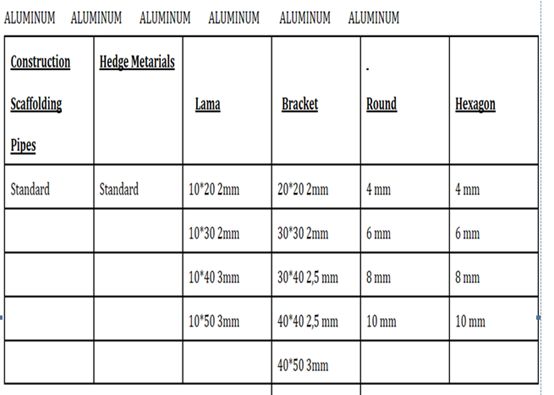 ALUMINUM ALUMINUM ALUMINUM ALUMINUM ALUMINUM ALUMINUM
Construction Scaffolding Pipes Hedge Metarials Lama Bracket - Round Hexagon
Standard Standard 10*20 2mm 20*20 2mm 4 mm 4 mm
10*30 2mm 30*30 2mm 6 mm 6 mm
10*40 3mm 30*40 2,5 mm 8 mm 8 mm
10*50 3mm 40*40 2,5 mm 10 mm 10 mm
40*50 3mm